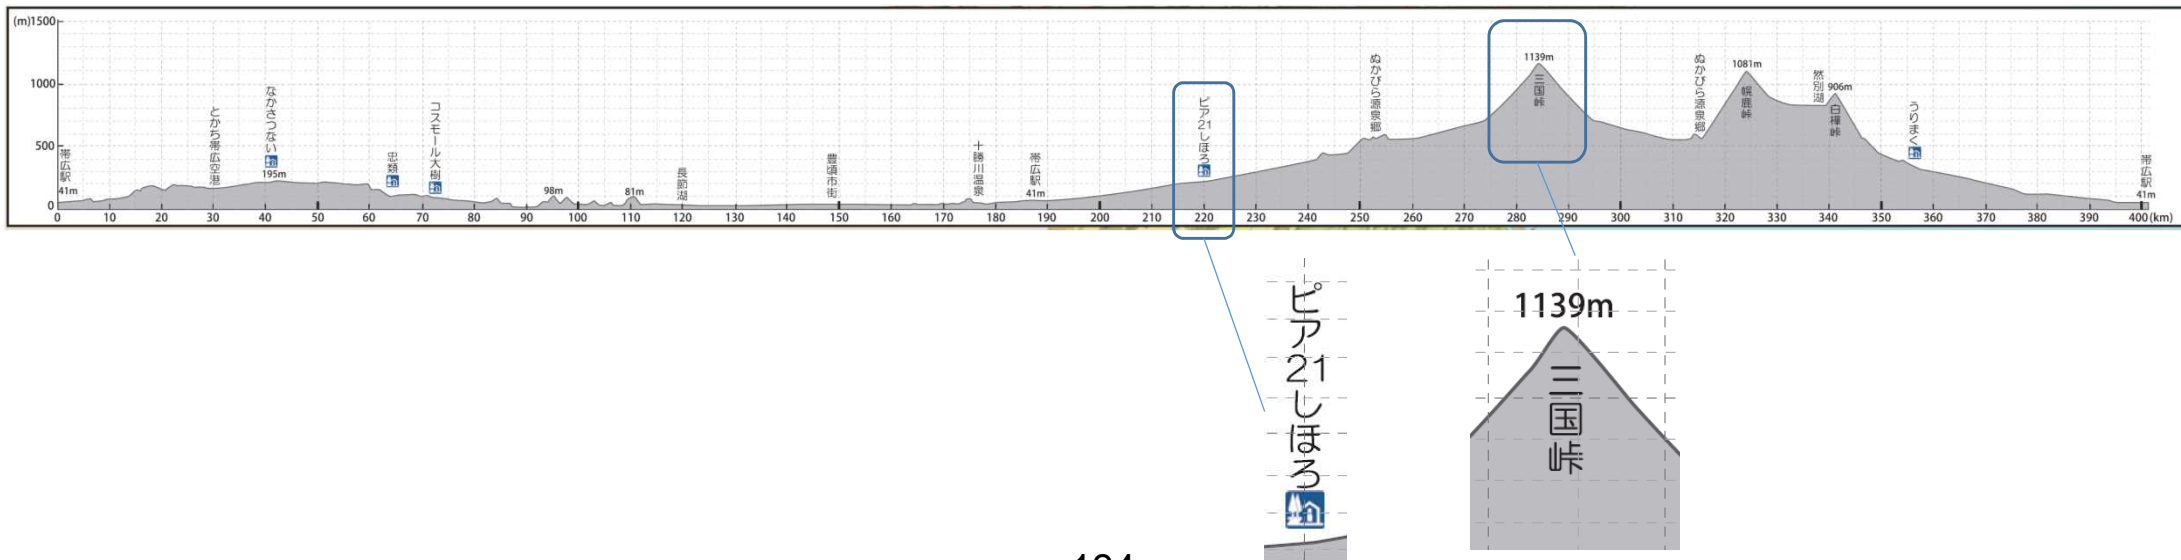 (m)1500
1000
500
0
帯広駅
41m
とかち帯広空港
なかさつない
195m
忠類
コスモール大樹
98m
81m
長節湖
豊頃市街
十勝川温泉
帯広駅
41m
ピア21しほろ
ぬかびら源泉郷
1139m
三国峠
ぬかびら源泉郷
1081m
幌鹿峠
然別湖
906m
白樺峠
うりまく
帯広駅
41m
0 10 20 30 40 50 60 70 80 90 100 110 120 130 140 150 160 170 180 190 200 210 220 230 240 250 260 270 280 290 300 310 320 330 340 350 360 370 380 390 400 (km)
ピア21しほろ
1139m
三国峠